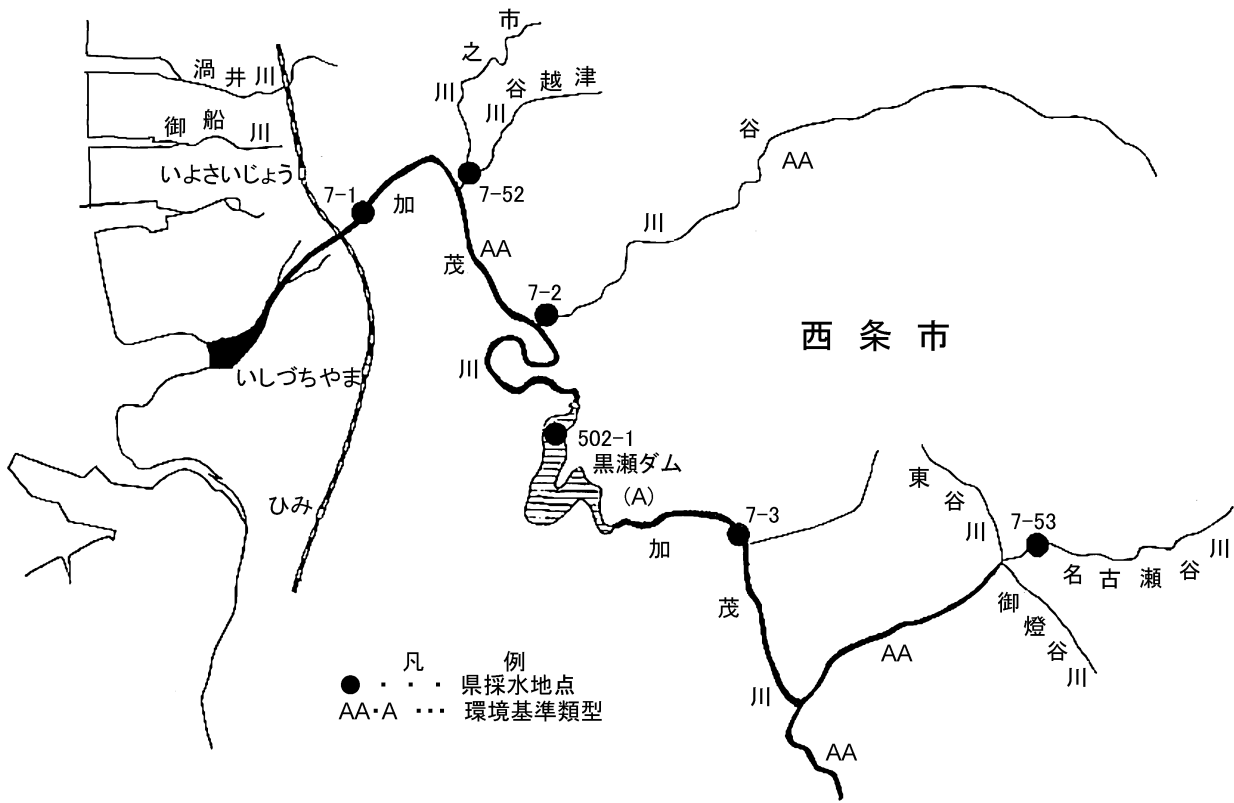 市之川
津越谷川
渦井川
御船川
いよさいじょう
7-1
7-52
加茂川
AA
谷川
AA
7-2
西条市
いしづちやま
502-1
黒瀬ダム
(A)
ひみ
7-3
加茂川
東谷川
7-53
名古瀬谷川
御燈谷川
AA
AA
凡例
●・・・県採水地点
AA・A・・・環境基準類型